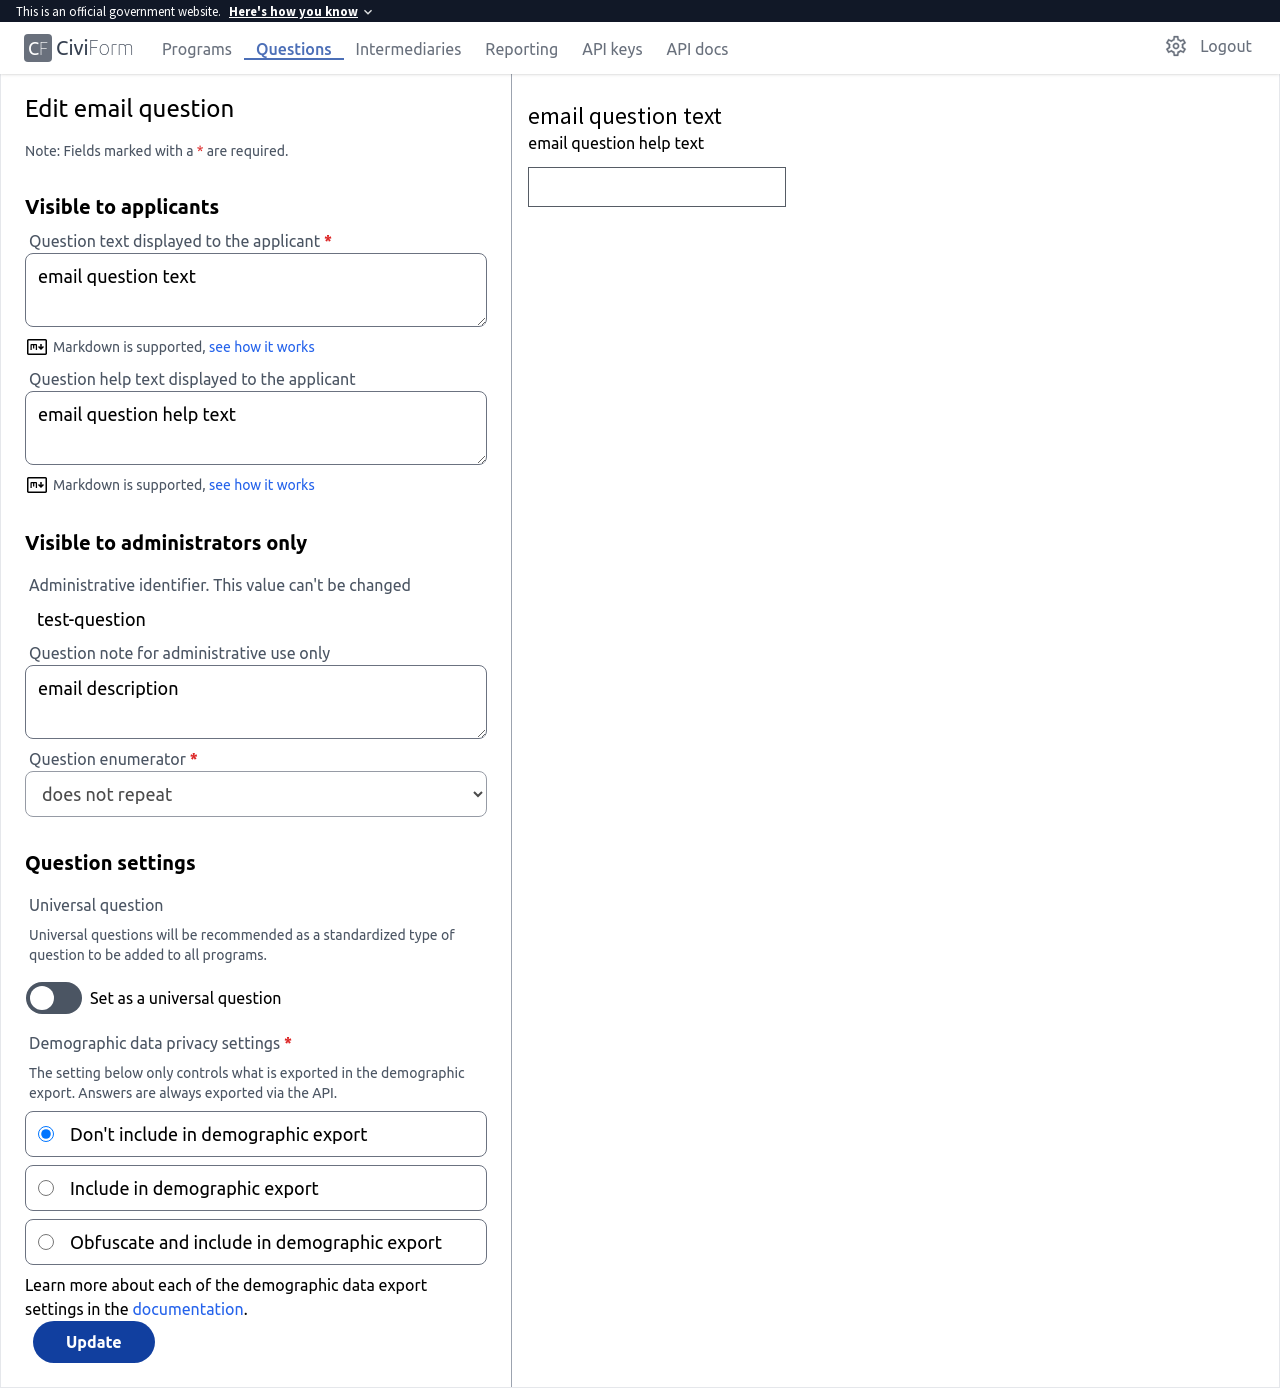 This is an official government website. Here's how you know
CF CiviForm Programs Questions Intermediaries Reporting API keys API docs Logout
Edit email question
Note: Fields marked with a * are required.
Visible to applicants
Question text displayed to the applicant *
email question text
Markdown is supported, see how it works
Question help text displayed to the applicant
email question help text
Markdown is supported, see how it works
Visible to administrators only
Administrative identifier. This value can't be changed
test-question
Question note for administrative use only
email description
Question enumerator *
does not repeat
Question settings
Universal question
Universal questions will be recommended as a standardized type of
question to be added to all programs.
Set as a universal question
Demographic data privacy settings *
The setting below only controls what is exported in the demographic
export. Answers are always exported via the API.
Don't include in demographic export
Include in demographic export
Obfuscate and include in demographic export
Learn more about each of the demographic data export
settings in the documentation.
Update
email question text
email question help text